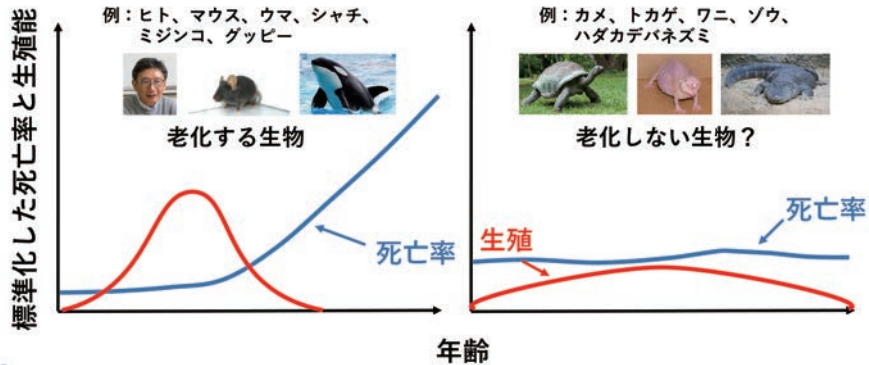 例：ヒト、マウス、ウマ、シャチ、
ミジンコ、グッピー
老化する生物
死亡率
標準化した死亡率と生殖能
例：カメ、トカゲ、ワニ、ゾウ、
ハダカデバネズミ
老化しない生物？
死亡率
生殖
年齢